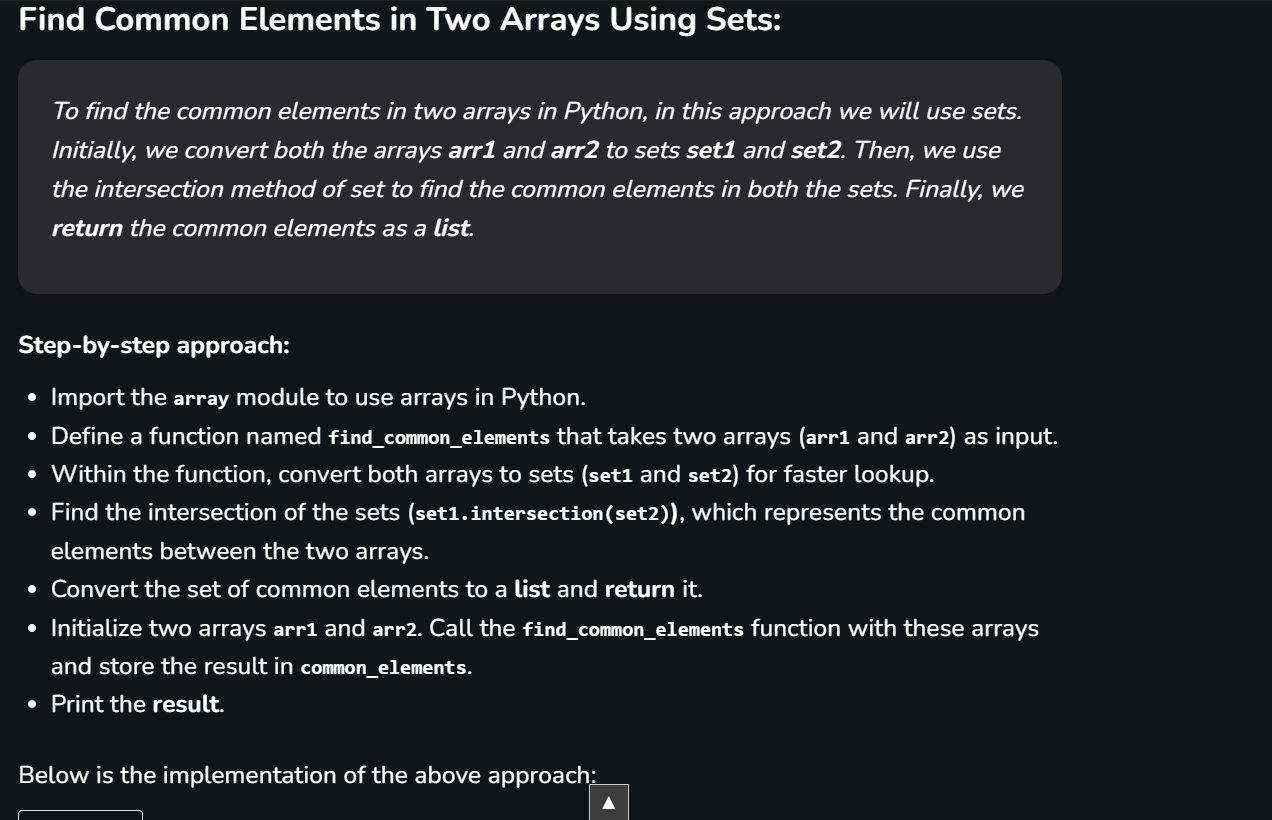 Find Common Elements in Two Arrays Using Sets:
To find the common elements in two arrays in Python, in this approach we will use sets.
Initially, we convert both the arrays arr1 and arr2 to sets set1 and set2. Then, we use
the intersection method of set to find the common elements in both the sets. Finally, we
return the common elements as a list.
Step-by-step approach:
• Import the array module to use arrays in Python.
• Define a function named find_common_elements that takes two arrays (arr1 and arr2) as input.
• Within the function, convert both arrays to sets (set1 and set2) for faster lookup.
• Find the intersection of the sets (set1.intersection(set2)), which represents the common
elements between the two arrays.
• Convert the set of common elements to a list and return it.
• Initialize two arrays arr1 and arr2. Call the find_common_elements function with these arrays
and store the result in common_elements.
• Print the result.
Below is the implementation of the above approach: